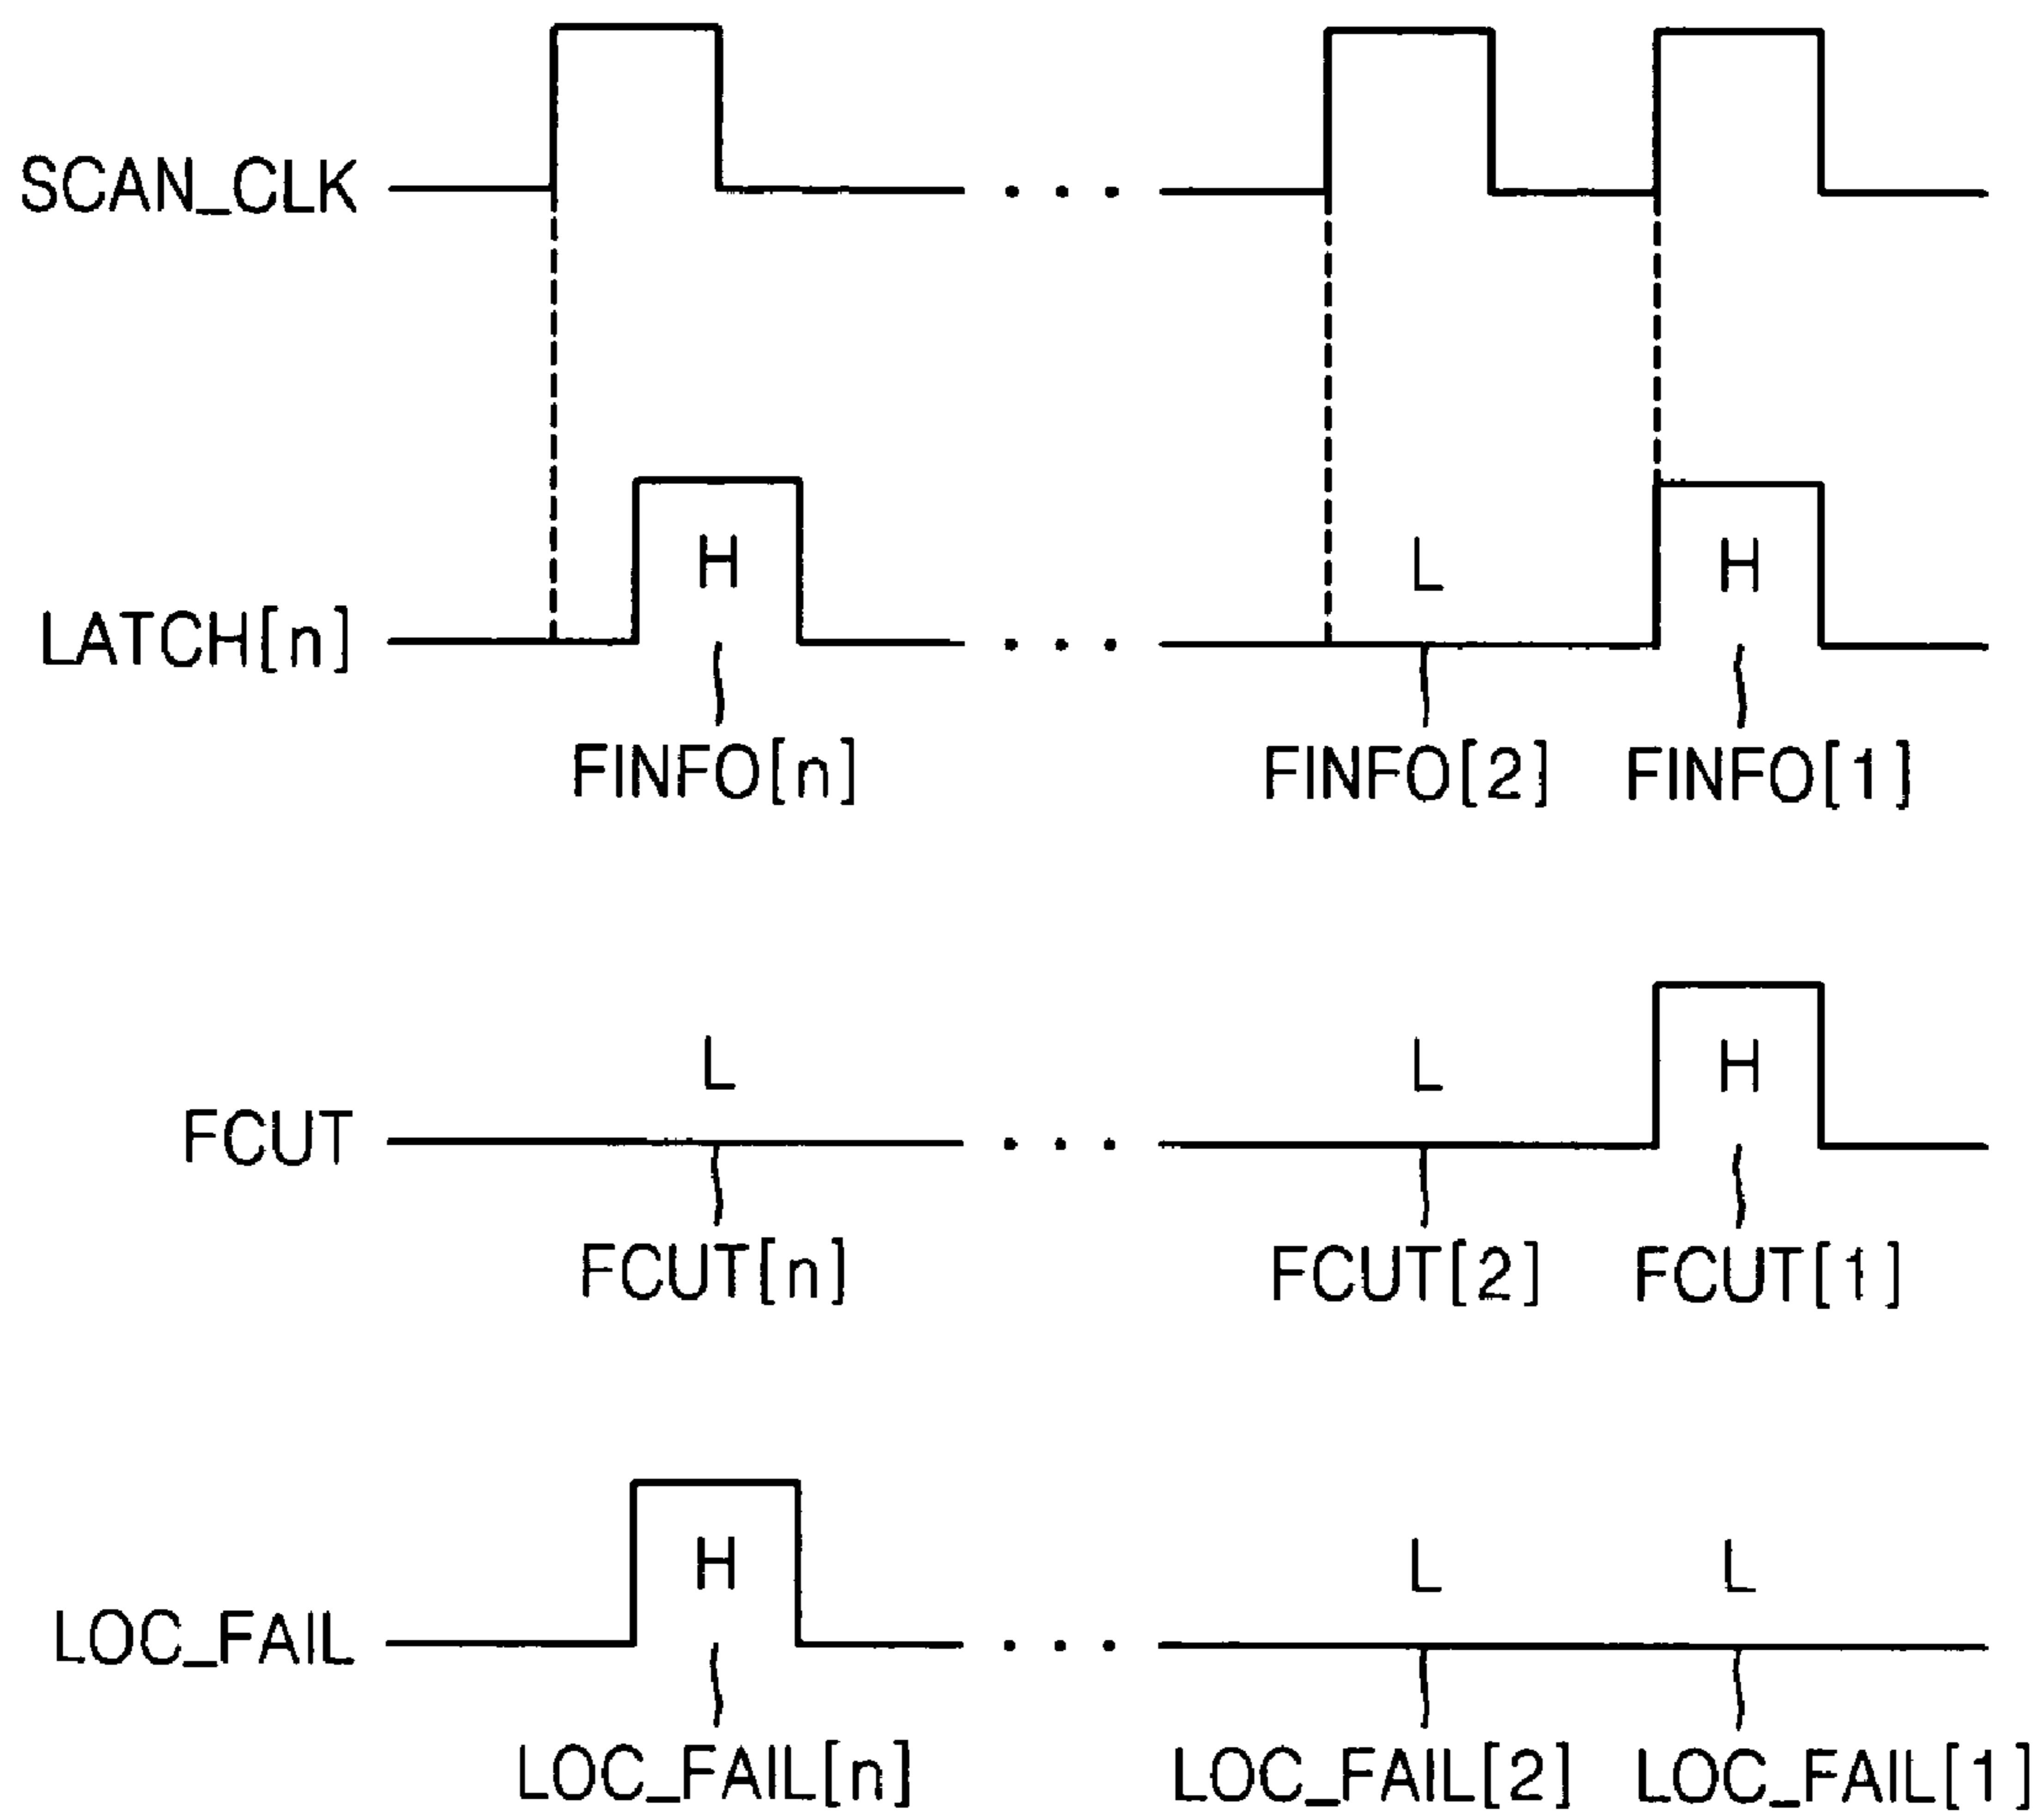 SCAN_CLK
H L H
LATCH[n]
FINFO[n] FINFO[2] FINFO[1]
L L H
FCUT
FCUT[n] FCUT[2] FCUT[1]
H L L
LOC_FAIL
LOC_FAIL[n] LOC_FAIL[2] LOC_FAIL[1]